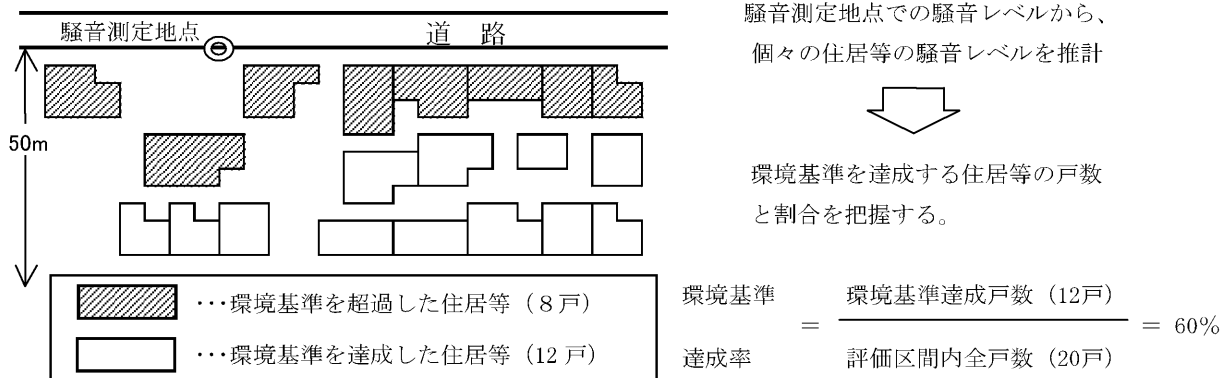 騒音測定地点
道 路
50m
･･･環境基準を超過した住居等（８戸）
･･･環境基準を達成した住居等（12 戸）
騒音測定地点での騒音レベルから、
個々の住居等の騒音レベルを推計
環境基準を達成する住居等の戸数
と割合を把握する。
環境基準
達成率
=
環境基準達成戸数（12戸）
評価区間内全戸数（20戸）
= 60%